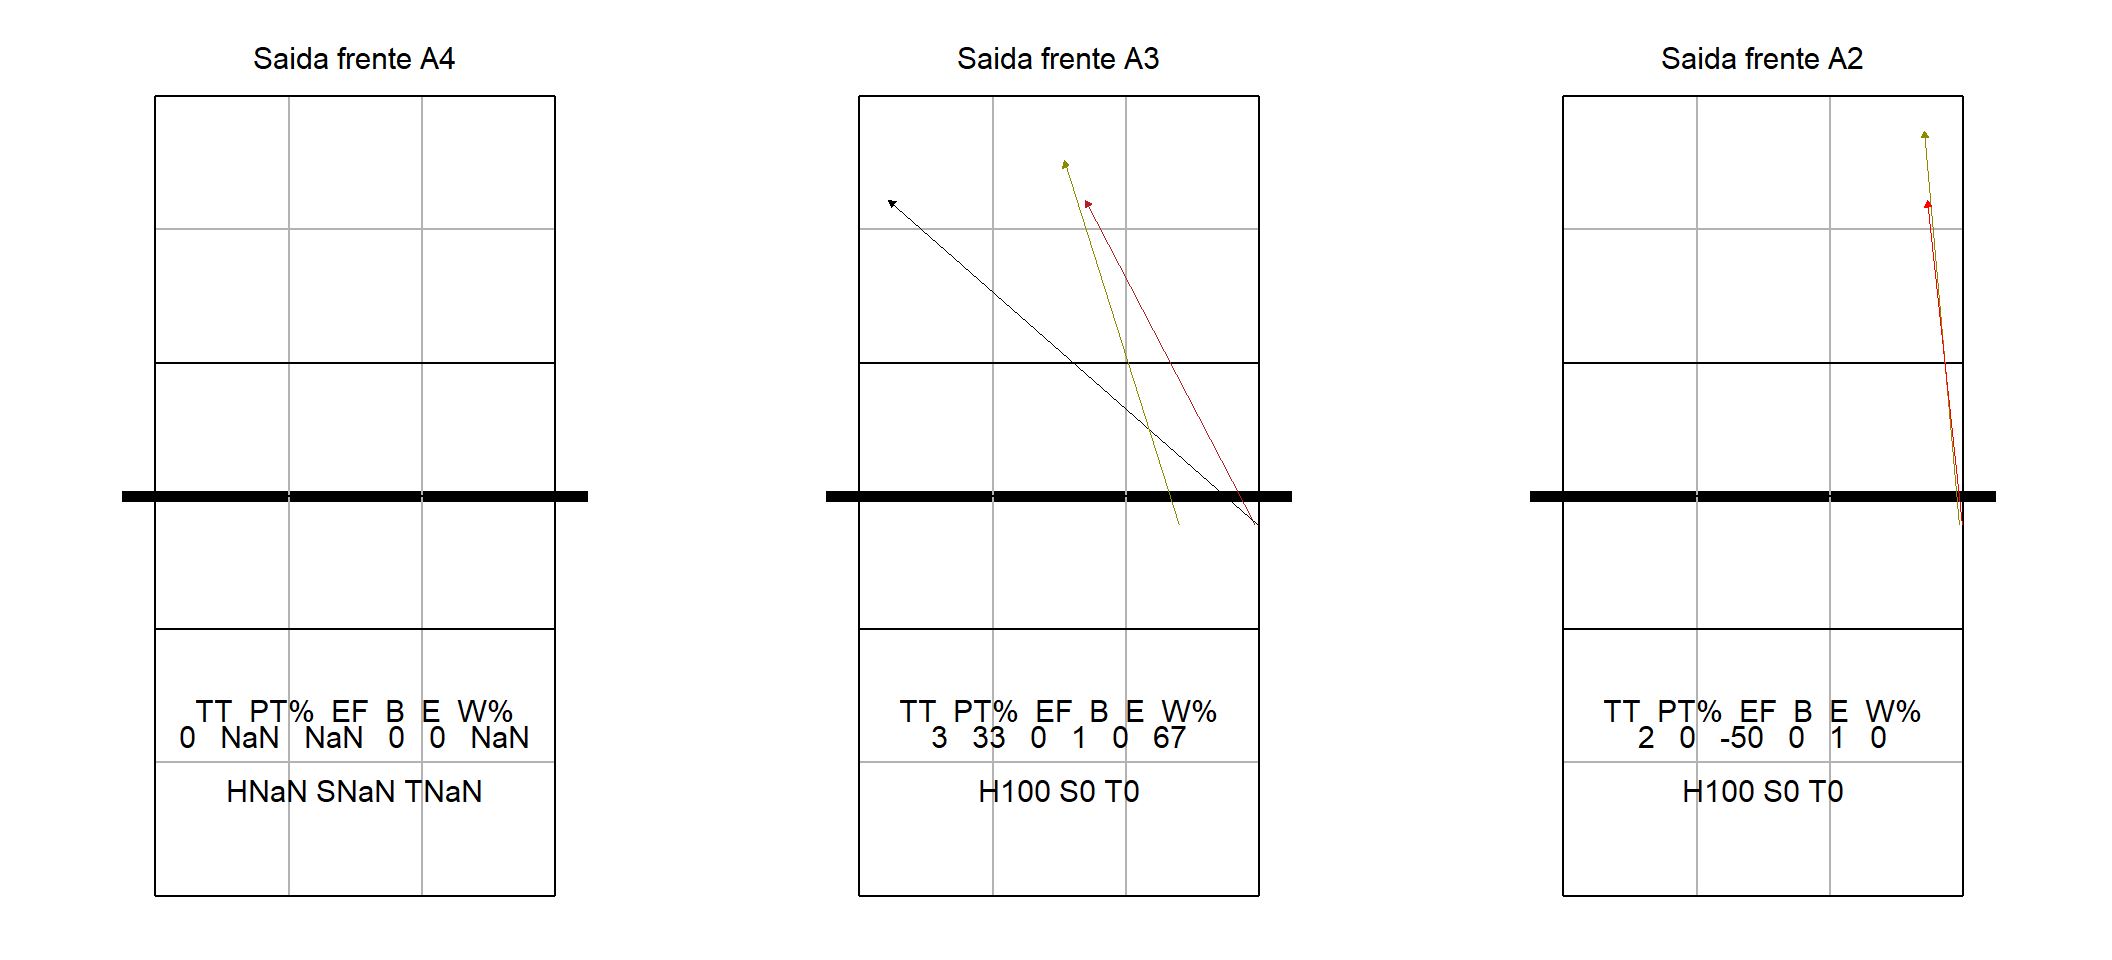 Saida frente A4
TT PT% EF B E W%
0 NaN NaN 0 0 NaN
HNaN SNaN TNaN
Saida frente A3
TT PT% EF B E W%
3 33 0 1 0 67
H100 S0 T0
Saida frente A2
TT PT% EF B E W%
2 0 -50 0 1 0
H100 S0 T0